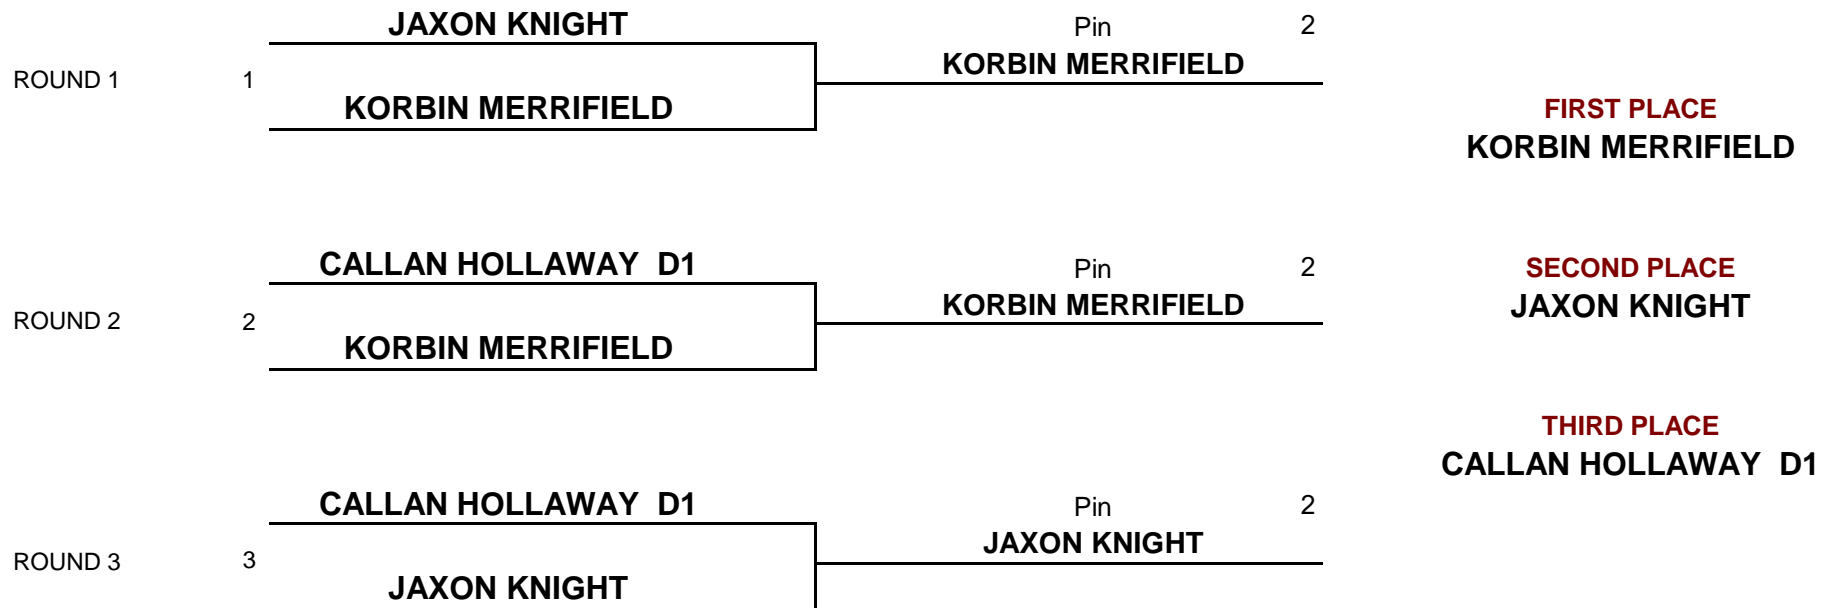 JAXON KNIGHT
Pin 2
KORBIN MERRIFIELD
ROUND 1 1
KORBIN MERRIFIELD
FIRST PLACE
KORBIN MERRIFIELD
CALLAN HOLLAWAY D1
Pin 2
SECOND PLACE
KORBIN MERRIFIELD
JAXON KNIGHT
ROUND 2 2
KORBIN MERRIFIELD
THIRD PLACE
CALLAN HOLLAWAY D1
CALLAN HOLLAWAY D1
Pin 2
JAXON KNIGHT
ROUND 3 3
JAXON KNIGHT